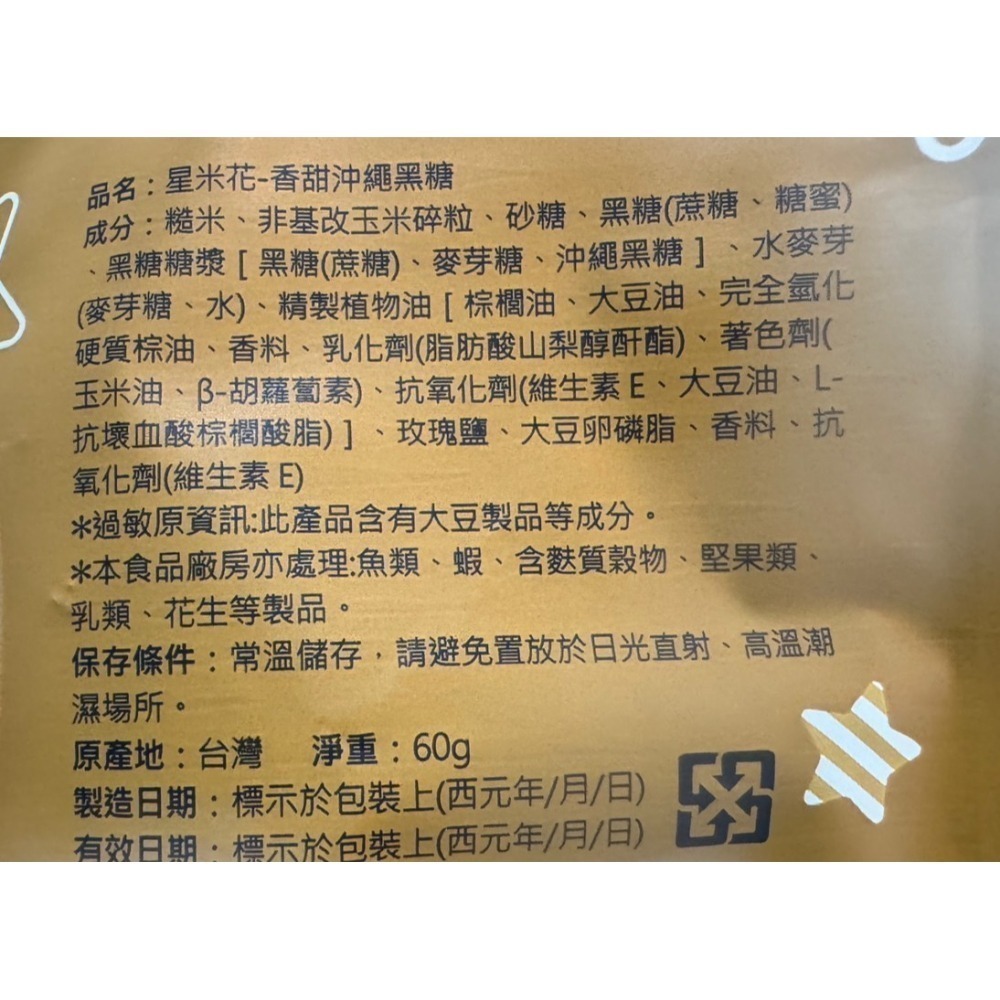 品名：星米花-香甜沖繩黑糖
成分：糙米、非基改玉米碎粒、砂糖、黑糖(蔗糖、糖蜜)
、黑糖糖漿 [ 黑糖(蔗糖)、麥芽糖、沖繩黑糖 ] 、水麥芽
(麥芽糖、水)、精製植物油 [ 棕櫚油、大豆油、完全氫化
硬質棕油、香料、乳化劑(脂肪酸山梨醇酐酯)、著色劑(
玉米油、β-胡蘿蔔素)、抗氧化劑(維生素 E、大豆油、L-
抗壞血酸棕櫚酸脂) ] 、玫瑰鹽、大豆卵磷脂、香料、抗
氧化劑(維生素 E)
*過敏原資訊:此產品含有大豆製品等成分。
*本食品廠房亦處理:魚類、蝦、含麩質穀物、堅果類、
乳類、花生等製品。
保存條件：常溫儲存，請避免置放於日光直射、高溫潮
濕場所。
原產地：台灣 淨重：60g
製造日期：標示於包裝上(西元年/月/日)
有效日期：標示於包裝上(西元年/月/日)